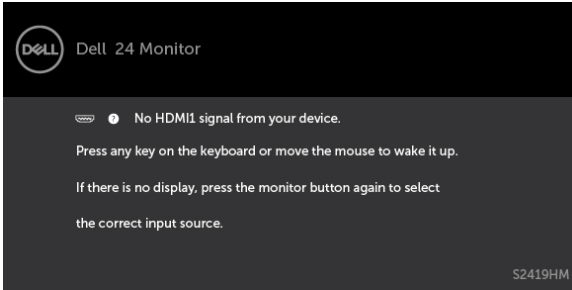 DELL
Dell 24 Monitor
? No HDMI1 signal from your device.
Press any key on the keyboard or move the mouse to wake it up.
If there is no display, press the monitor button again to select
the correct input source.
S2419HM